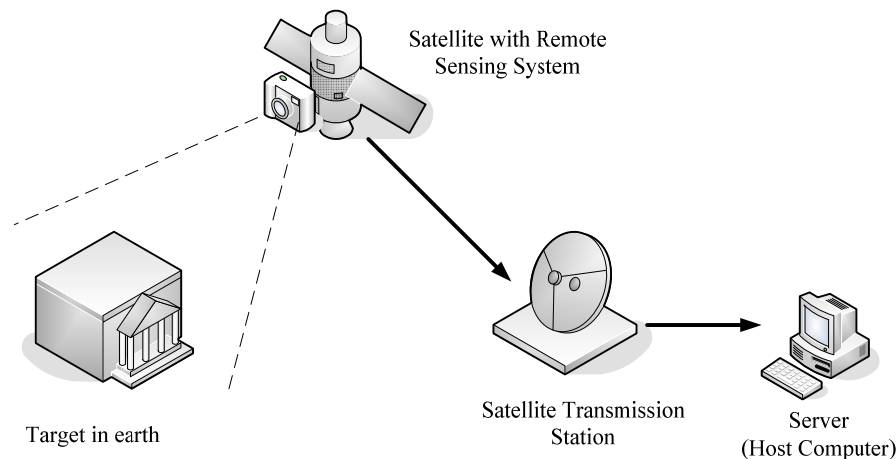 Satellite with Remote
Sensing System
Target in earth
Satellite Transmission
Station
Server
(Host Computer)